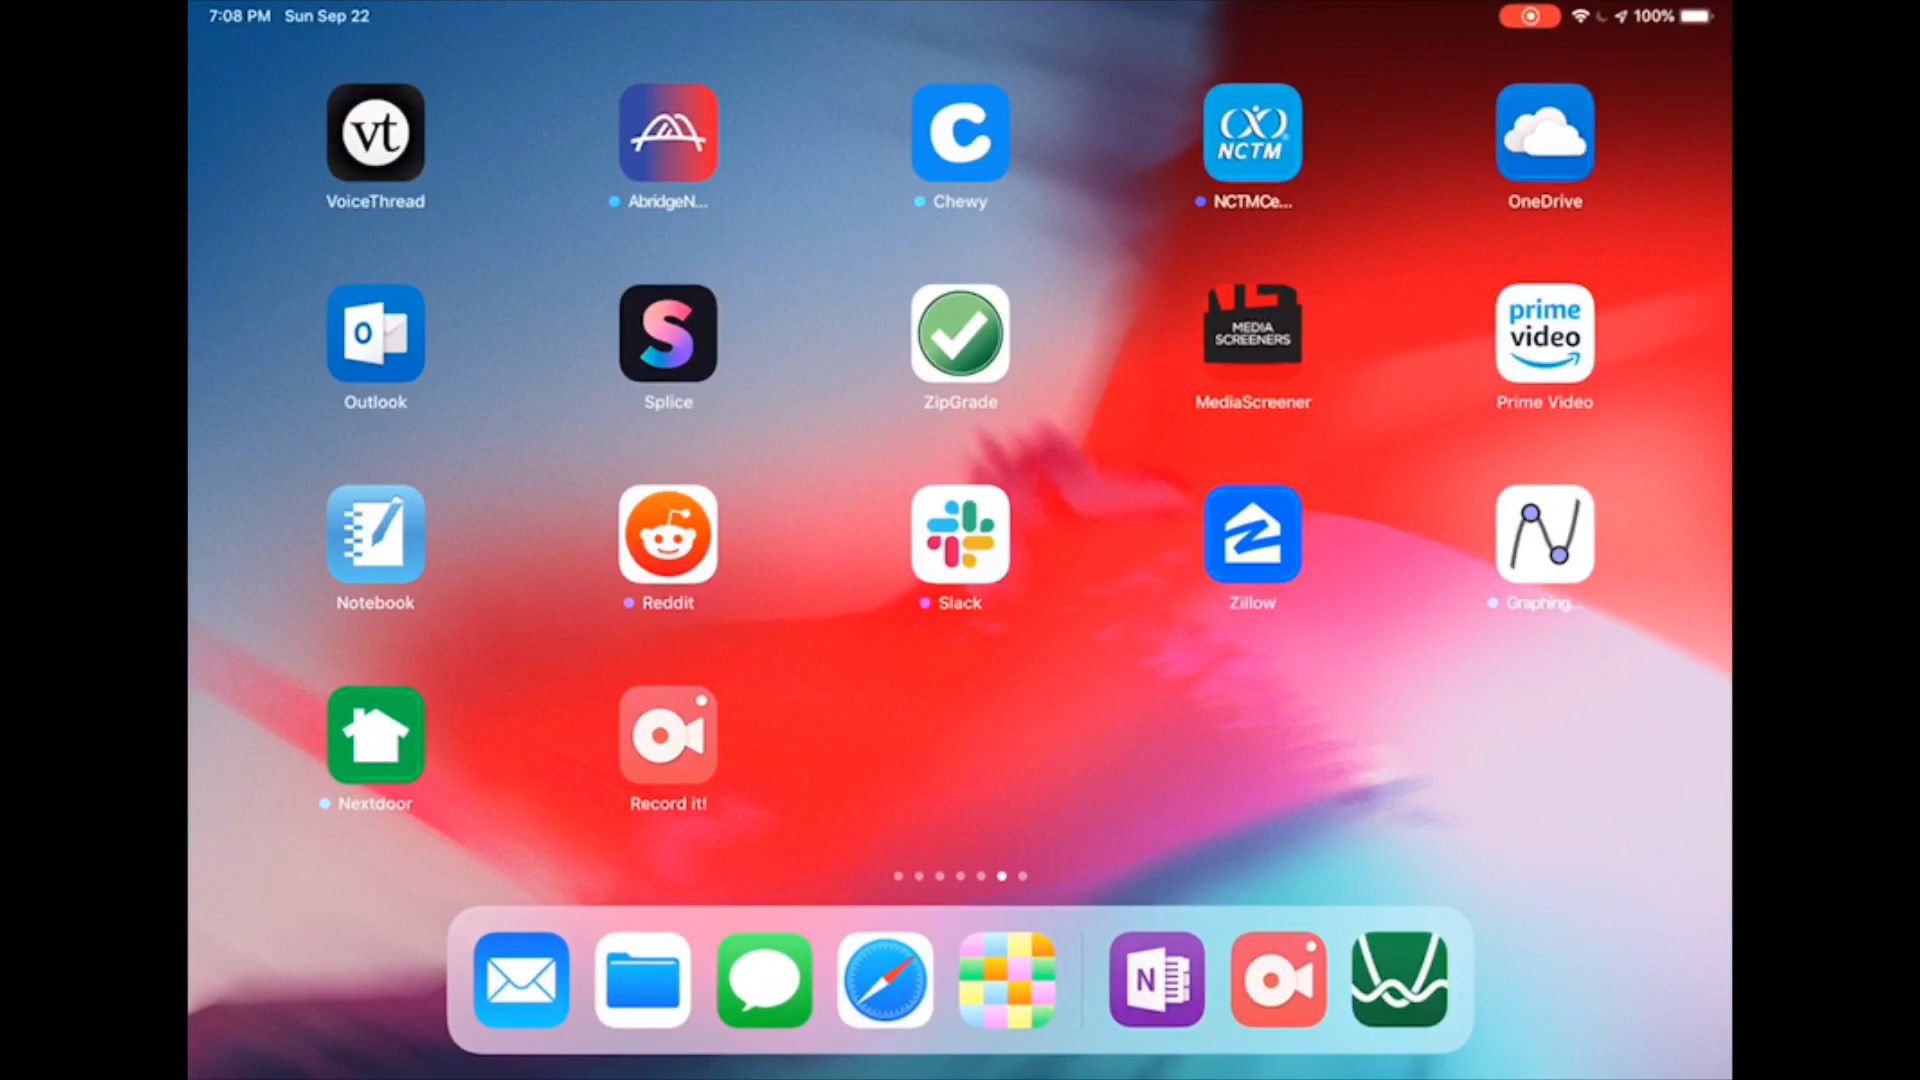 7:08 PM Sun Sep 22
100%
vt
C
NCTM
VoiceThread
AbridgeN...
Chewy
NCTMCe...
OneDrive
O
S
MEDIA
SCREENERS
prime
video
Outlook
Splice
ZipGrade
MediaScreener
Prime Video
Notebook
Reddit
Slack
Zillow
Graphing...
Nextdoor
Record it!
N